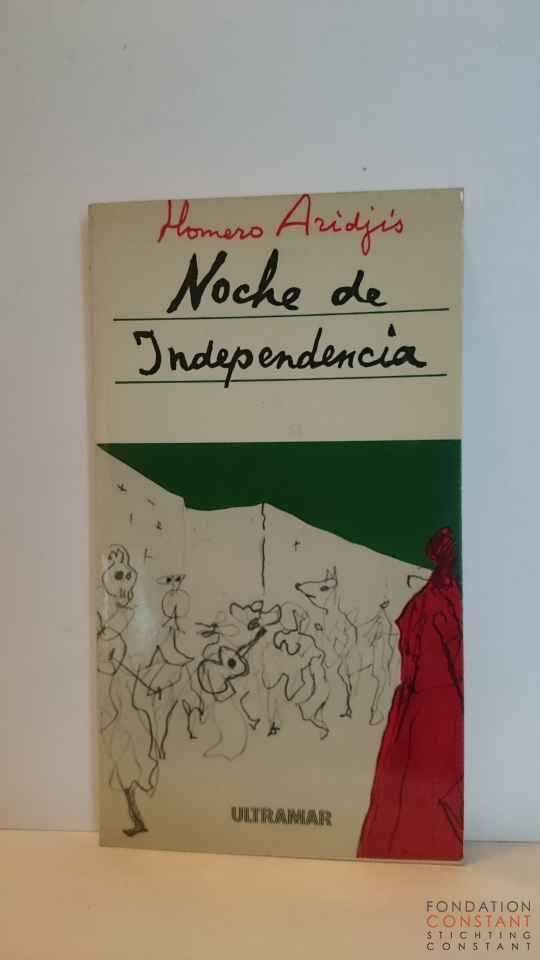 Homero Aridjis
Noche de
Independencia
ULTRAMAR
FONDATION
CONSTANT
STICHTING
CONSTANT